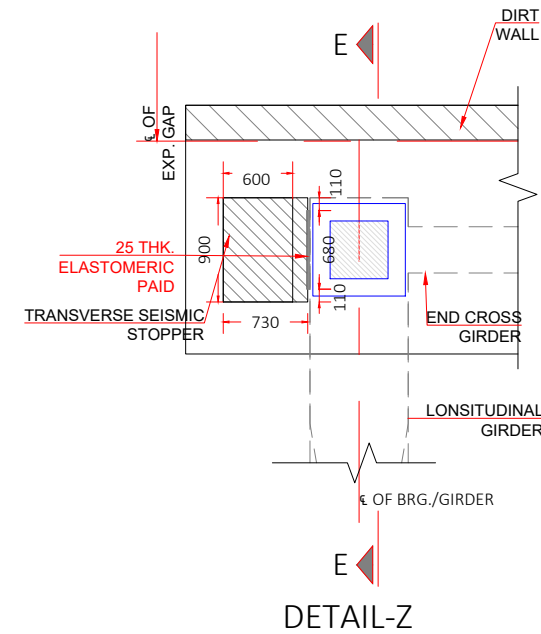 DIRT
WALL
E
℄ OF
EXP. GAP
600
110
900
680
25 THK.
ELASTOMERIC
PAID
110
TRANSVERSE SEISMIC
STOPPER
730
END CROSS
GIRDER
LONSITUDINAL
GIRDER
℄ OF BRG./GIRDER
E
DETAIL-Z